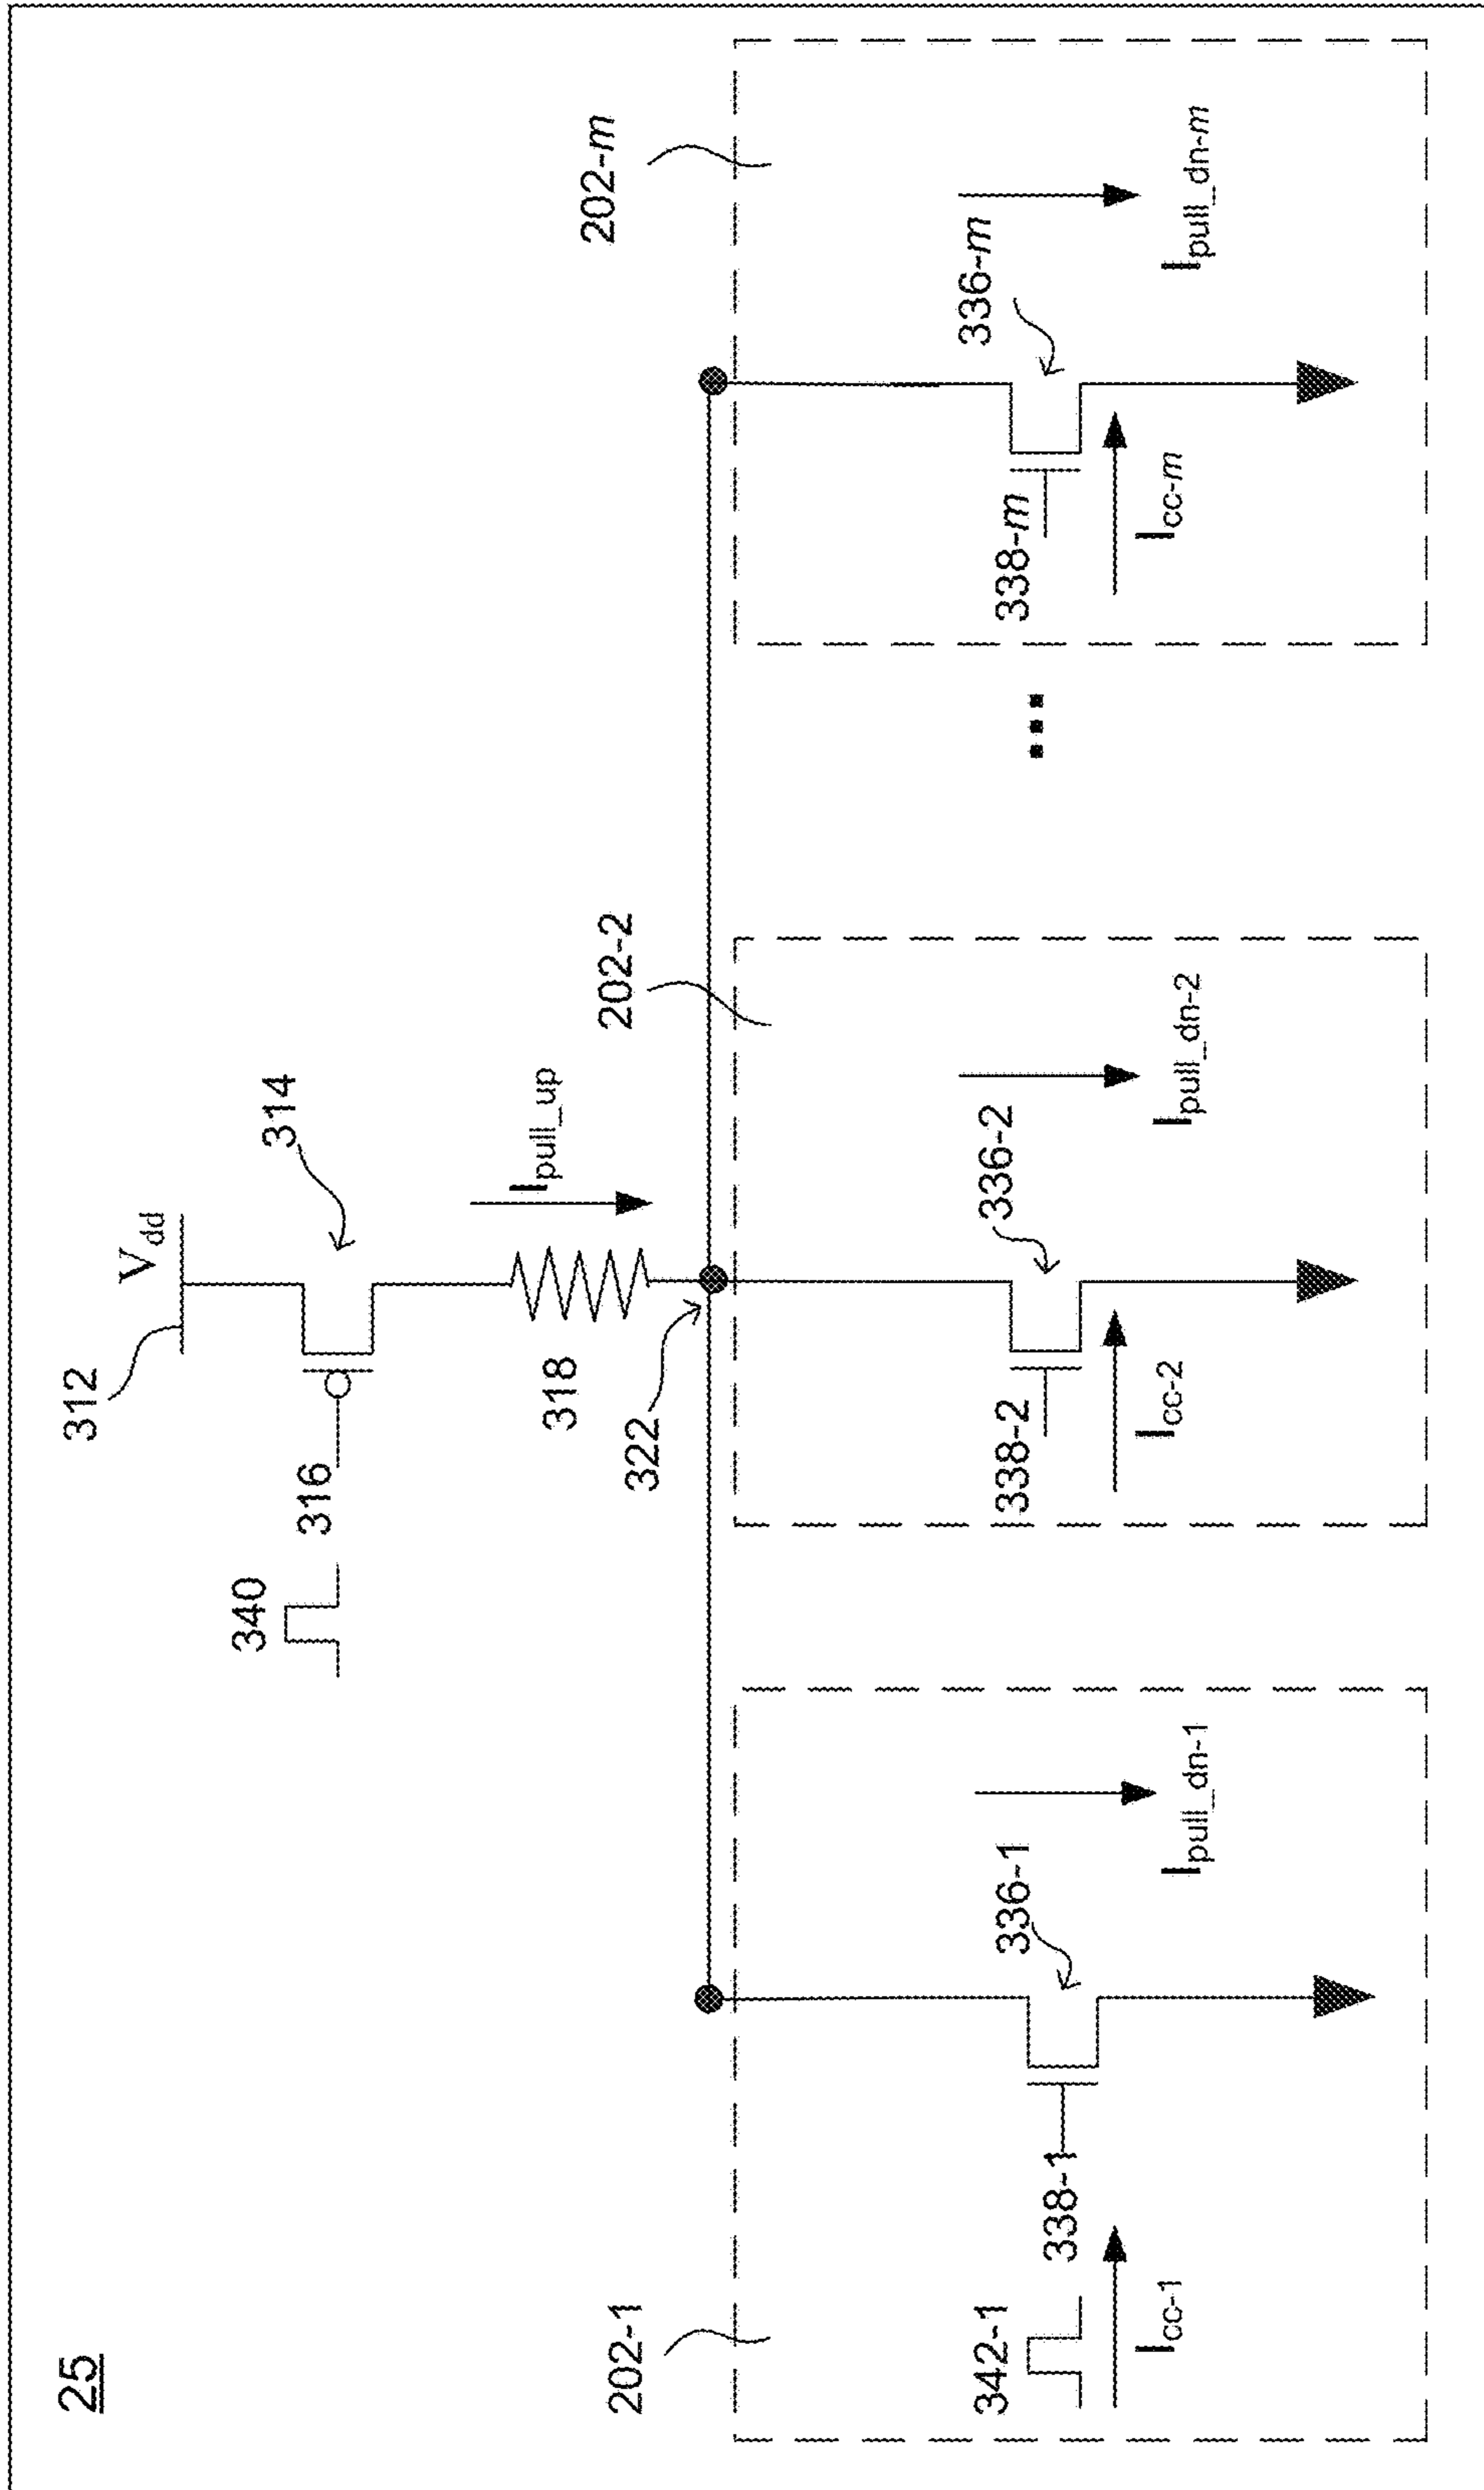 25
312
V_dd
314
340
316
318
I_pull_up
322
202-1
202-2
202-m
342-1
338-1
336-1
I_cc-1
I_pull_dn-1
338-2
336-2
I_cc-2
I_pull_dn-2
...
338-m
336-m
I_cc-m
I_pull_dn-m